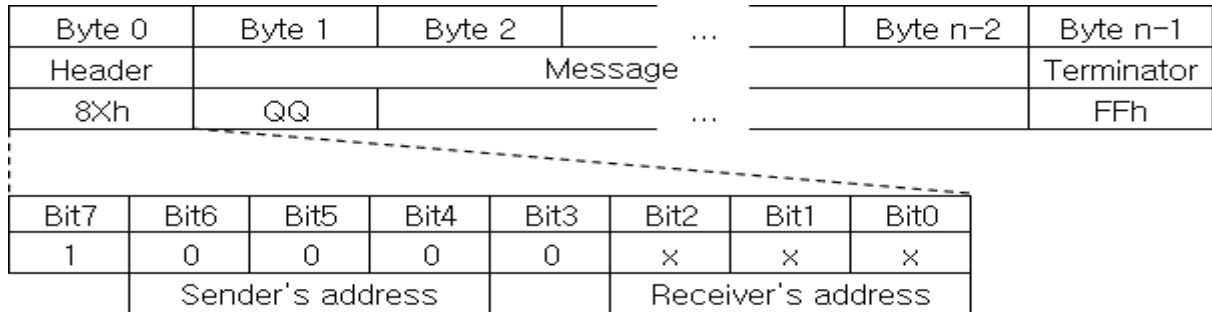 Byte 0 Byte 1 Byte 2 ... Byte n-2 Byte n-1
Header Message Terminator
8Xh QQ ... FFh
Bit7 Bit6 Bit5 Bit4 Bit3 Bit2 Bit1 Bit0
1 0 0 0 0 x x x
Sender's address Receiver's address